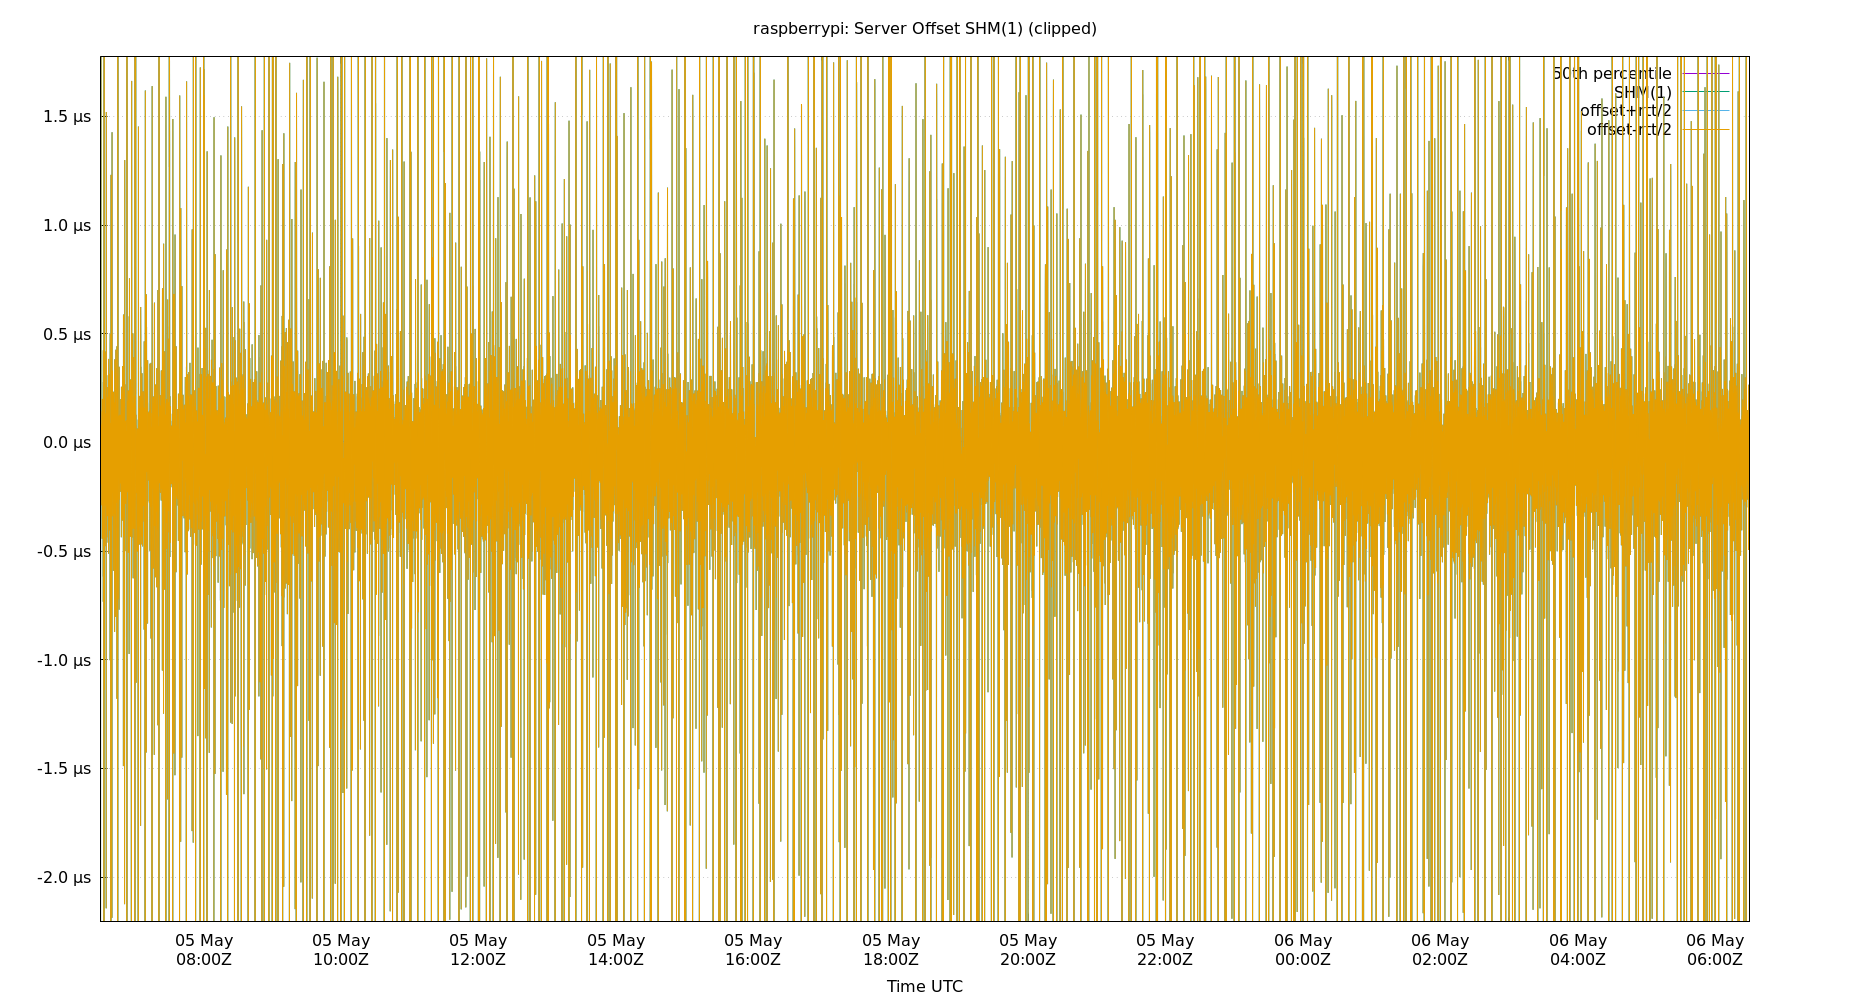 raspberrypi: Server Offset SHM(1) (clipped)
50th percentile
SHM(1)
offset+rtt/2
offset-rtt/2
1.5 µs
1.0 µs
0.5 µs
0.0 µs
-0.5 µs
-1.0 µs
-1.5 µs
-2.0 µs
05 May 05 May 05 May 05 May 05 May 05 May 05 May 05 May 06 May 06 May 06 May 06 May
08:00Z 10:00Z 12:00Z 14:00Z 16:00Z 18:00Z 20:00Z 22:00Z 00:00Z 02:00Z 04:00Z 06:00Z
Time UTC